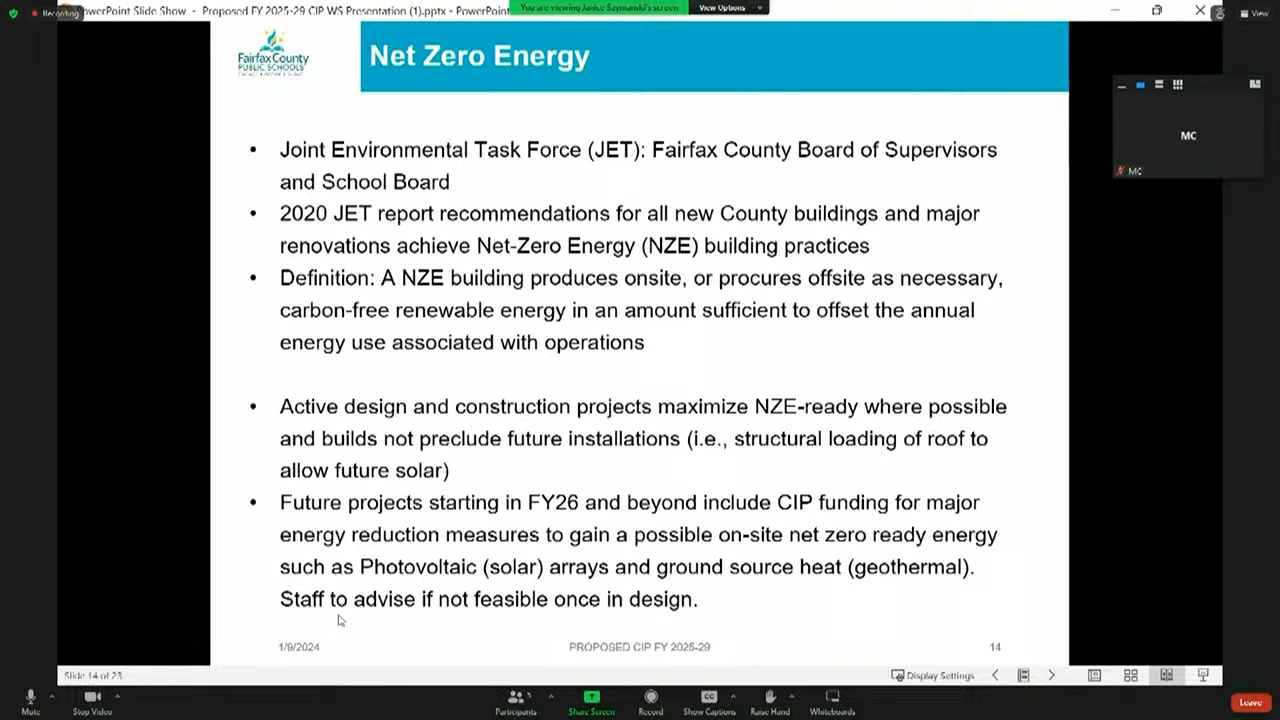 Recording
PowerPoint Slide Show - Proposed FY 2025-29 CIP WS Presentation (1).pptx - PowerPoint
You are viewing Janice Szymanski's screen
View Options
View
Fairfax County
PUBLIC SCHOOLS
Net Zero Energy
MC
MC
• Joint Environmental Task Force (JET): Fairfax County Board of Supervisors
and School Board
• 2020 JET report recommendations for all new County buildings and major
renovations achieve Net-Zero Energy (NZE) building practices
• Definition: A NZE building produces onsite, or procures offsite as necessary,
carbon-free renewable energy in an amount sufficient to offset the annual
energy use associated with operations
• Active design and construction projects maximize NZE-ready where possible
and builds not preclude future installations (i.e., structural loading of roof to
allow future solar)
• Future projects starting in FY26 and beyond include CIP funding for major
energy reduction measures to gain a possible on-site net zero ready energy
such as Photovoltaic (solar) arrays and ground source heat (geothermal).
Staff to advise if not feasible once in design.
1/9/2024
PROPOSED CIP FY 2025-29
14
Slide 14 of 23
Display Settings
Mute
Stop Video
Participants
1
Share Screen
Record
Show Captions
Raise Hand
Whiteboards
Leave